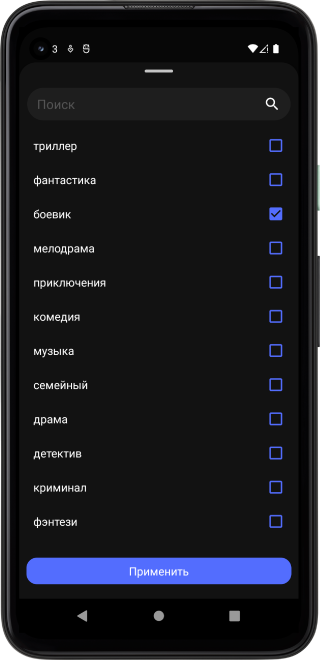 3
Поиск
триллер
фантастика
боевик
мелодрама
приключения
комедия
музыка
семейный
драма
детектив
криминал
фэнтези
Применить